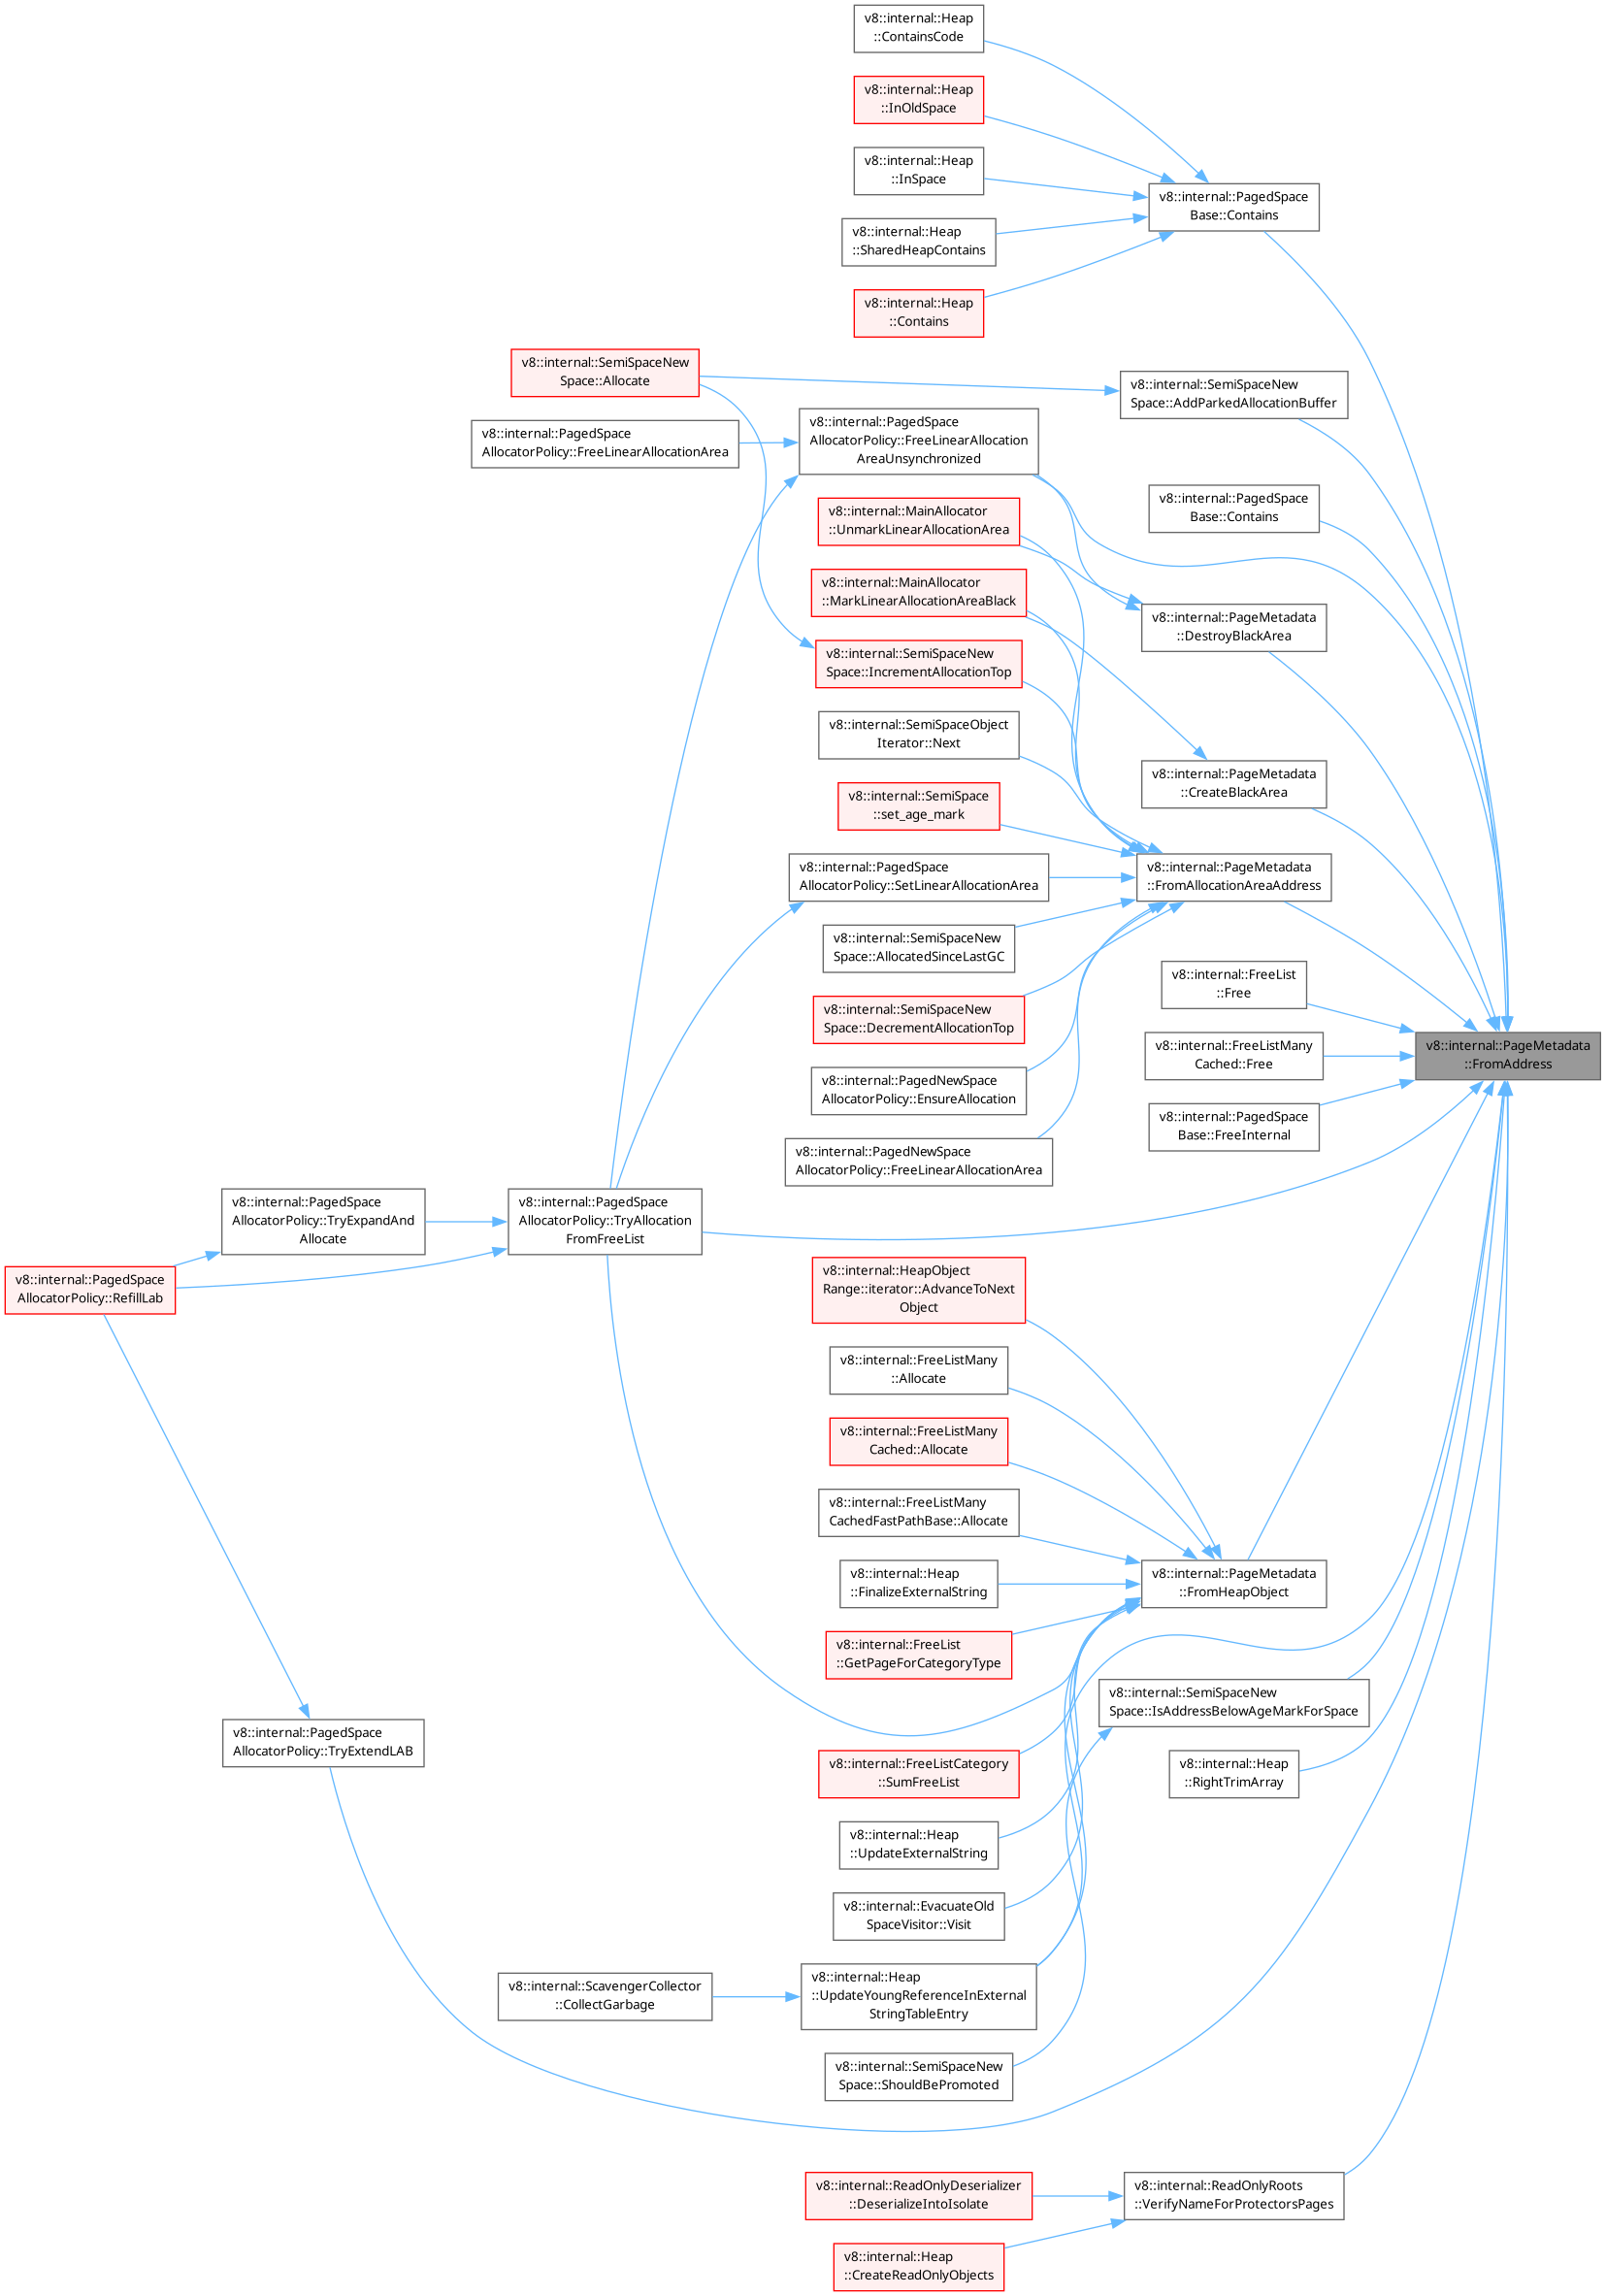 v8::internal::Heap
::ContainsCode
v8::internal::Heap
::InOldSpace
v8::internal::Heap
::InSpace
v8::internal::PagedSpace
Base::Contains
v8::internal::Heap
::SharedHeapContains
v8::internal::Heap
::Contains
v8::internal::SemiSpaceNew
Space::Allocate
v8::internal::SemiSpaceNew
Space::AddParkedAllocationBuffer
v8::internal::PagedSpace
AllocatorPolicy::FreeLinearAllocationArea
v8::internal::PagedSpace
AllocatorPolicy::FreeLinearAllocation
AreaUnsynchronized
v8::internal::PagedSpace
Base::Contains
v8::internal::MainAllocator
::UnmarkLinearAllocationArea
v8::internal::MainAllocator
::MarkLinearAllocationAreaBlack
v8::internal::PageMetadata
::DestroyBlackArea
v8::internal::SemiSpaceNew
Space::IncrementAllocationTop
v8::internal::SemiSpaceObject
Iterator::Next
v8::internal::PageMetadata
::CreateBlackArea
v8::internal::SemiSpace
::set_age_mark
v8::internal::PagedSpace
AllocatorPolicy::SetLinearAllocationArea
v8::internal::PageMetadata
::FromAllocationAreaAddress
v8::internal::SemiSpaceNew
Space::AllocatedSinceLastGC
v8::internal::FreeList
::Free
v8::internal::SemiSpaceNew
Space::DecrementAllocationTop
v8::internal::FreeListMany
Cached::Free
v8::internal::PageMetadata
::FromAddress
v8::internal::PagedNewSpace
AllocatorPolicy::EnsureAllocation
v8::internal::PagedSpace
Base::FreeInternal
v8::internal::PagedNewSpace
AllocatorPolicy::FreeLinearAllocationArea
v8::internal::PagedSpace
AllocatorPolicy::TryExpandAnd
Allocate
v8::internal::PagedSpace
AllocatorPolicy::TryAllocation
FromFreeList
v8::internal::PagedSpace
AllocatorPolicy::RefillLab
v8::internal::HeapObject
Range::iterator::AdvanceToNext
Object
v8::internal::FreeListMany
::Allocate
v8::internal::FreeListMany
Cached::Allocate
v8::internal::FreeListMany
CachedFastPathBase::Allocate
v8::internal::Heap
::FinalizeExternalString
v8::internal::PageMetadata
::FromHeapObject
v8::internal::FreeList
::GetPageForCategoryType
v8::internal::SemiSpaceNew
Space::IsAddressBelowAgeMarkForSpace
v8::internal::PagedSpace
AllocatorPolicy::TryExtendLAB
v8::internal::FreeListCategory
::SumFreeList
v8::internal::Heap
::RightTrimArray
v8::internal::Heap
::UpdateExternalString
v8::internal::EvacuateOld
SpaceVisitor::Visit
v8::internal::ScavengerCollector
::CollectGarbage
v8::internal::Heap
::UpdateYoungReferenceInExternal
StringTableEntry
v8::internal::SemiSpaceNew
Space::ShouldBePromoted
v8::internal::ReadOnlyDeserializer
::DeserializeIntoIsolate
v8::internal::ReadOnlyRoots
::VerifyNameForProtectorsPages
v8::internal::Heap
::CreateReadOnlyObjects